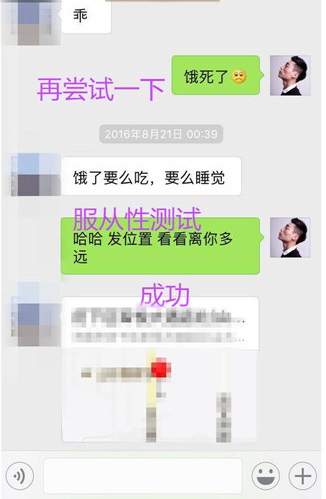 乖
饿死了🥺
再尝试一下
2016年8月21日 00:39
饿了要么吃，要么睡觉
服从性测试
哈哈 发位置 看看离你多
远
成功